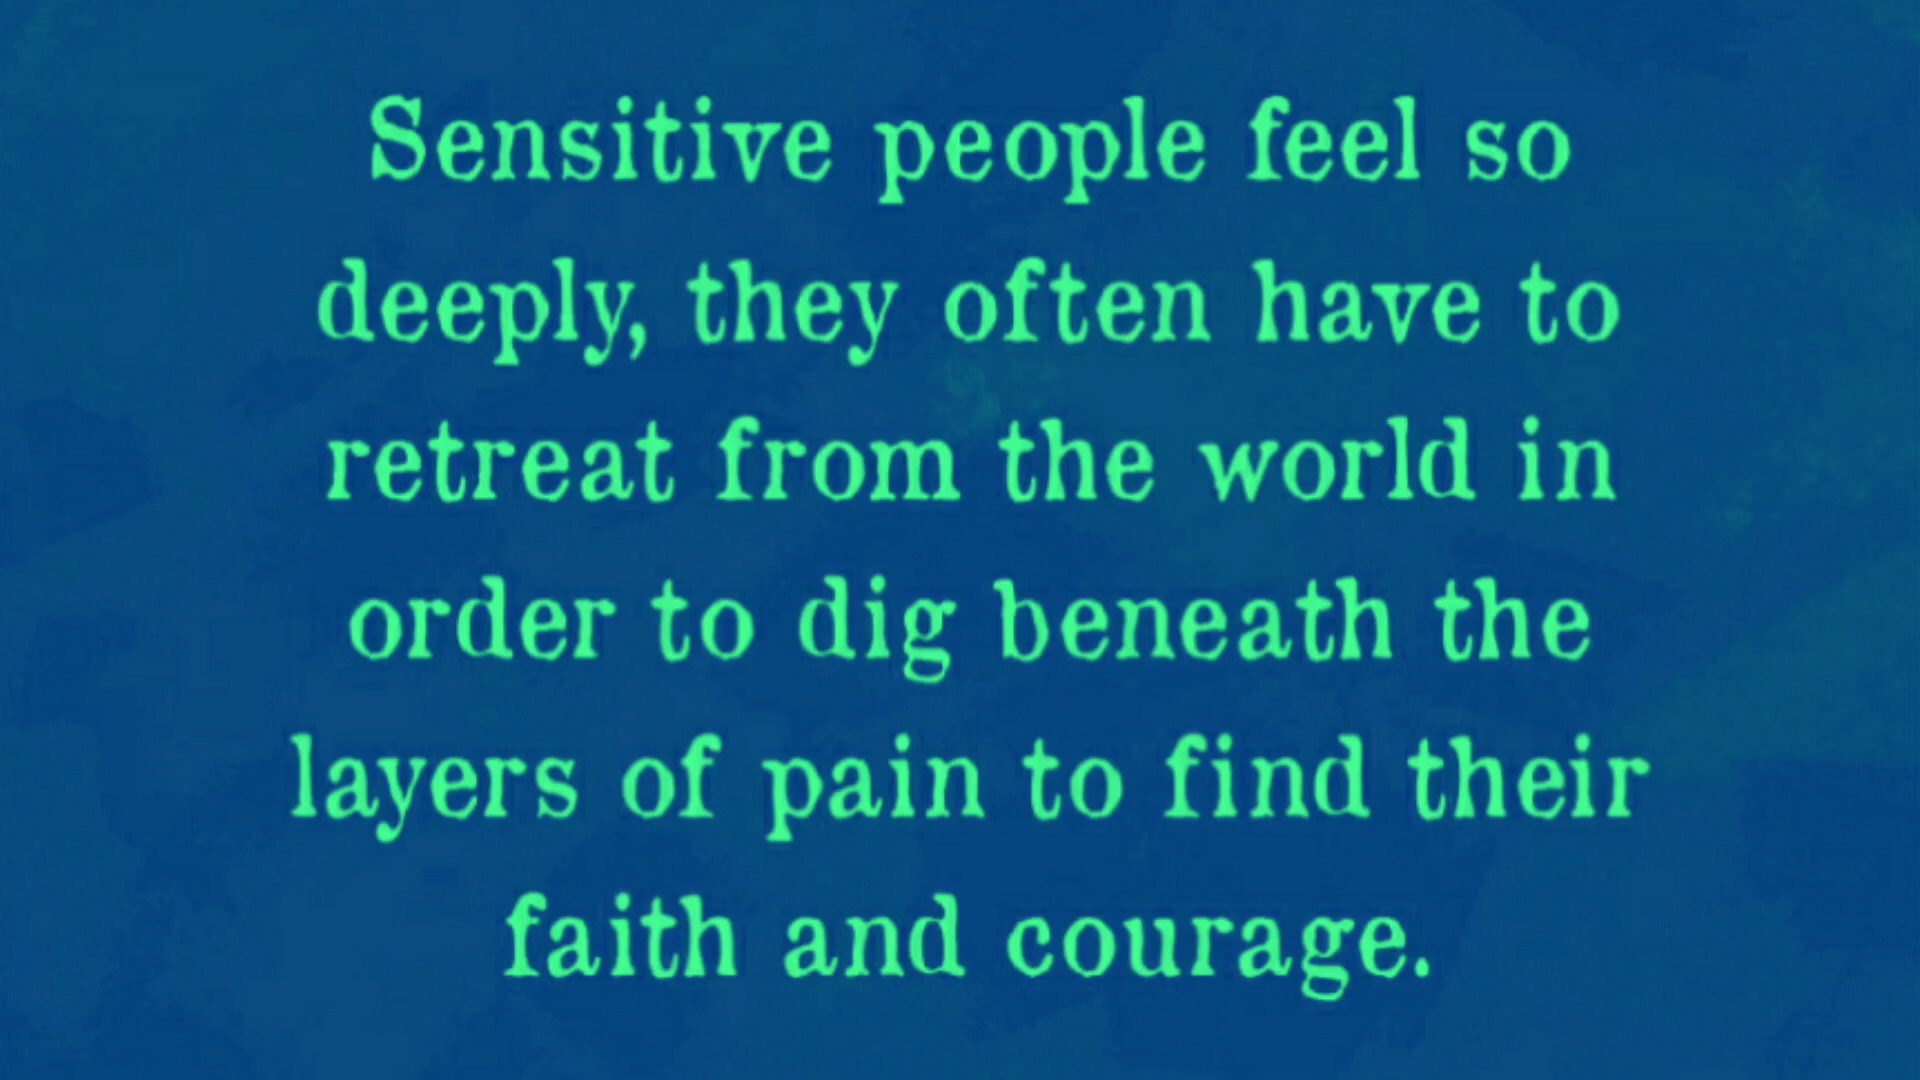 Sensitive people feel so
deeply, they often have to
retreat from the world in
order to dig beneath the
layers of pain to find their
faith and courage.